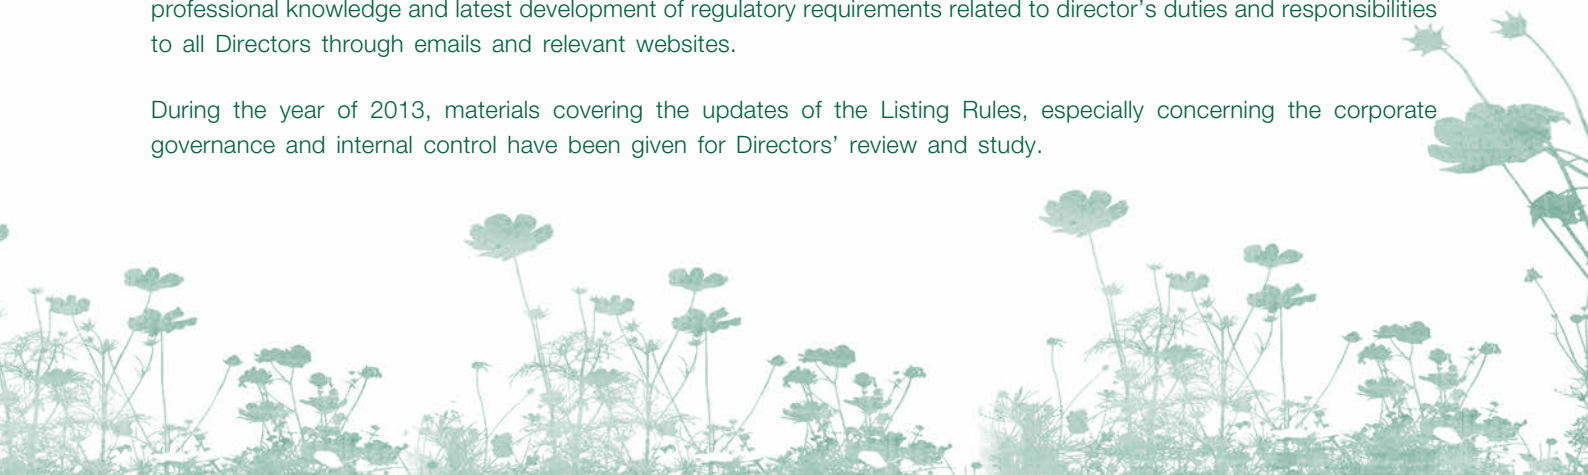 professional knowledge and latest development of regulatory requirements related to director’s duties and responsibilities
to all Directors through emails and relevant websites.
During the year of 2013, materials covering the updates of the Listing Rules, especially concerning the corporate
governance and internal control have been given for Directors’ review and study.